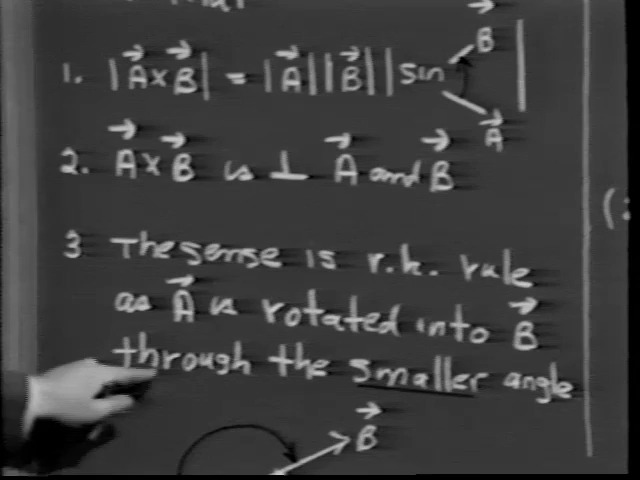 1. |A⃗ x B⃗| = |A⃗||B⃗||sin ∢ B⃗ A⃗|
2. A⃗ x B⃗ is ⊥ A⃗ and B⃗
3 The sense is r.h. rule
as A⃗ is rotated into B⃗
through the smaller angle
B⃗